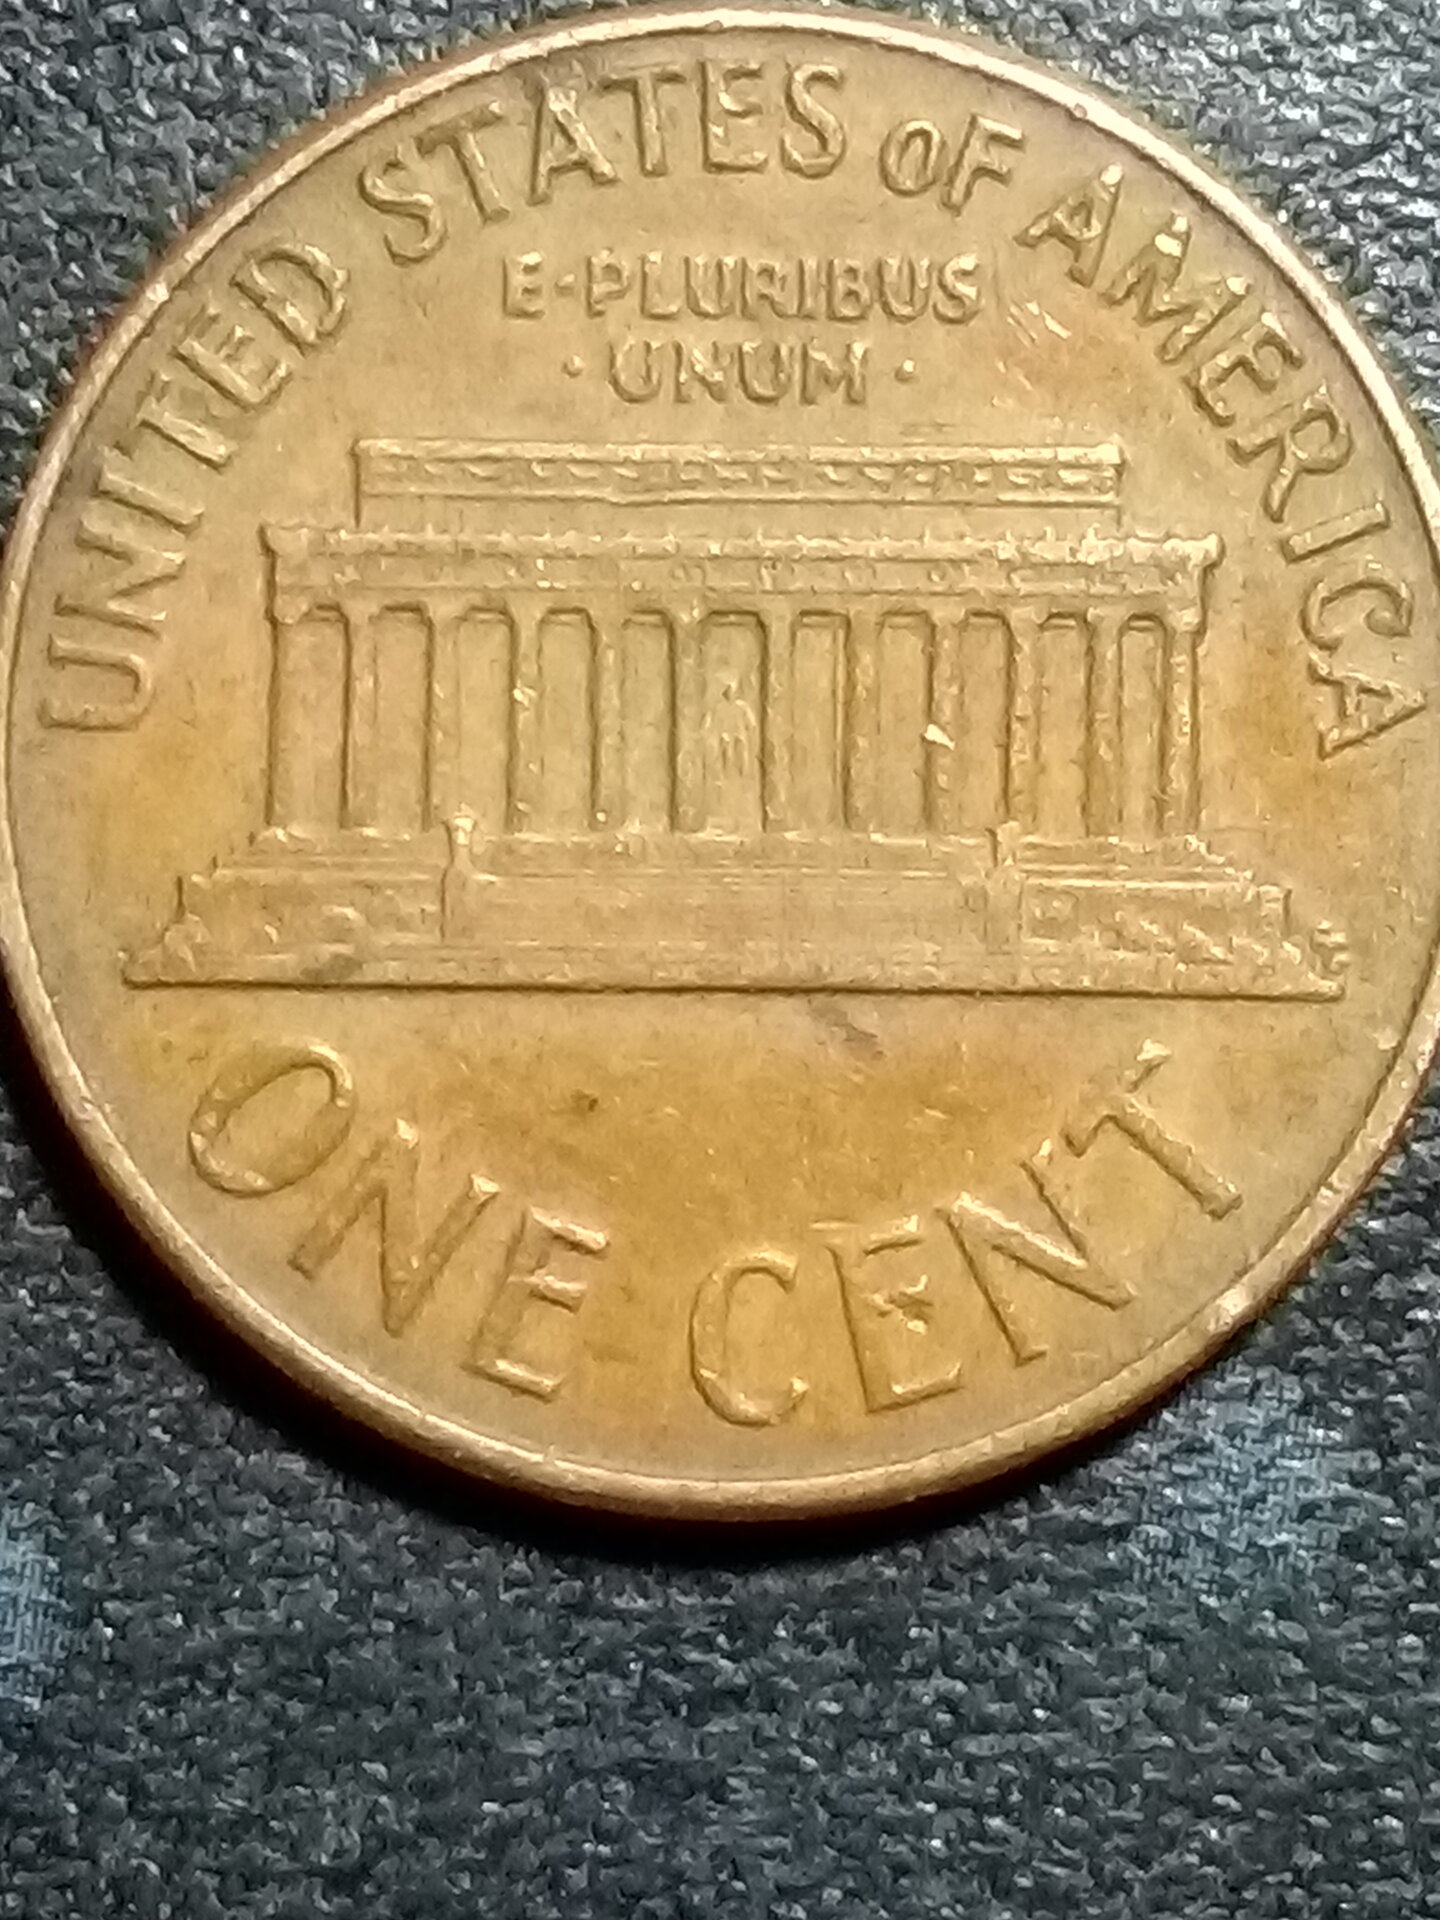 UNITED STATES OF AMERICA
E·PLURIBUS
·UNUM·
ONE CENT